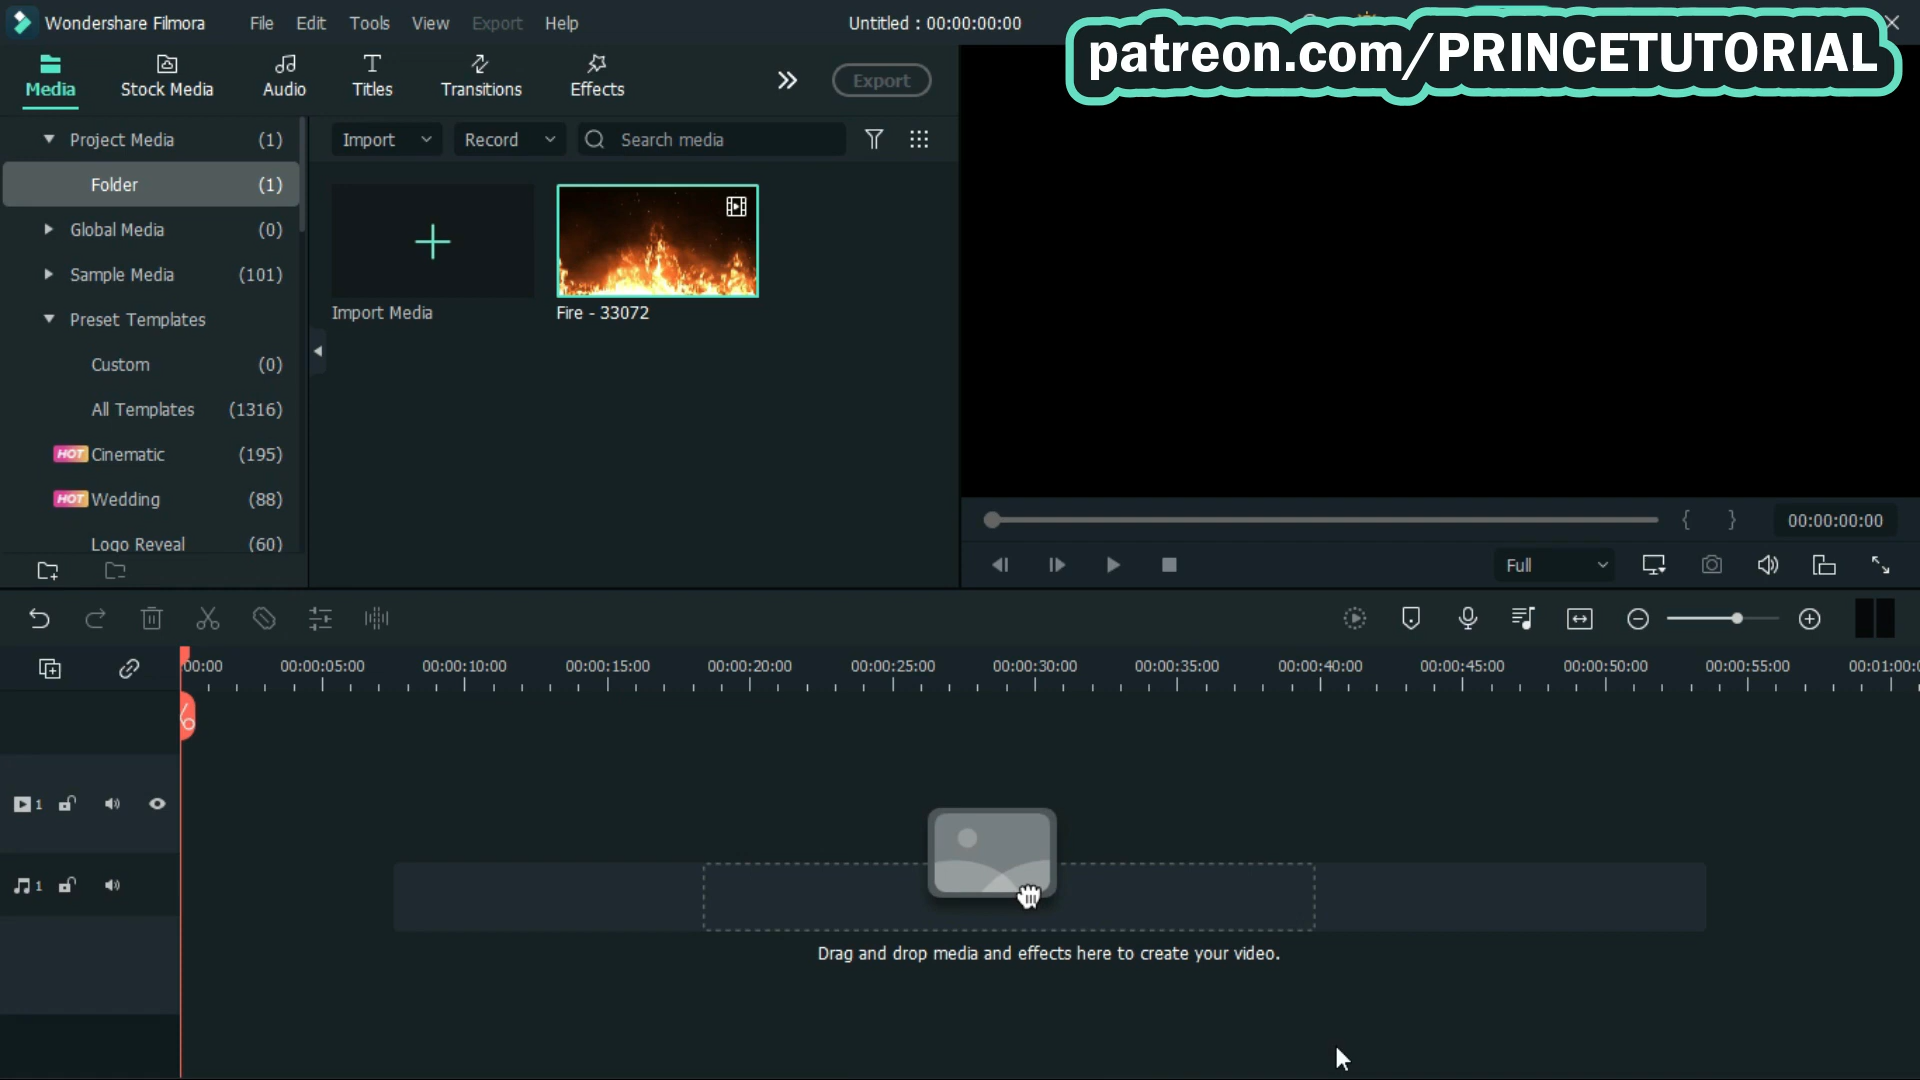 Wondershare Filmora
File Edit Tools View Export Help
Untitled : 00:00:00:00
patreon.com/PRINCETUTORIAL
Media Stock Media Audio Titles Transitions Effects
Export
Project Media (1)
Folder (1)
Global Media (0)
Sample Media (101)
Preset Templates
Custom (0)
All Templates (1316)
HOT Cinematic (195)
HOT Wedding (88)
Logo Reveal (60)
Import Record Search media
Import Media
Fire - 33072
00:00:00:00
Full
00:00 00:00:05:00 00:00:10:00 00:00:15:00 00:00:20:00 00:00:25:00 00:00:30:00 00:00:35:00 00:00:40:00 00:00:45:00 00:00:50:00 00:00:55:00 00:01:00:
1
1
Drag and drop media and effects here to create your video.